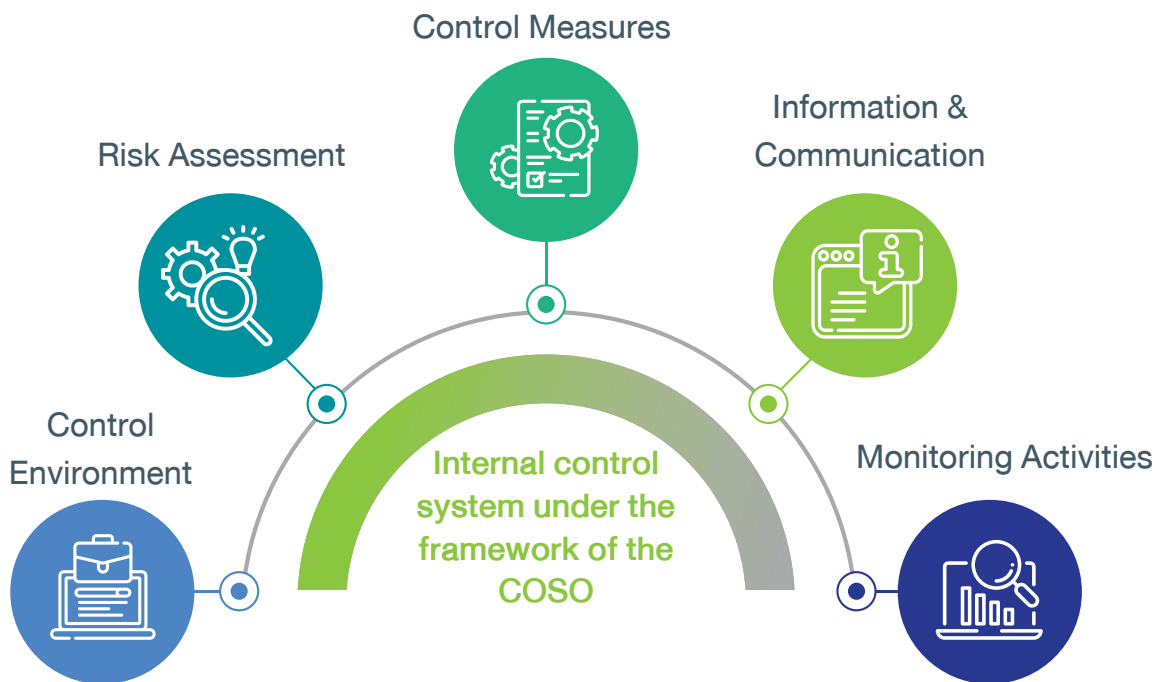 Control Measures
Information &
Communication
Risk Assessment
Control
Environment
Monitoring Activities
Internal control
system under the
framework of the
COSO